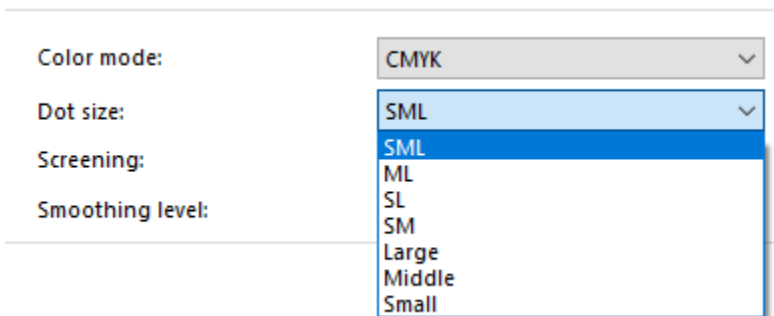 Color mode: CMYK
Dot size: SML
SML
ML
Screening:
SL
Smoothing level:
SM
Large
Middle
Small